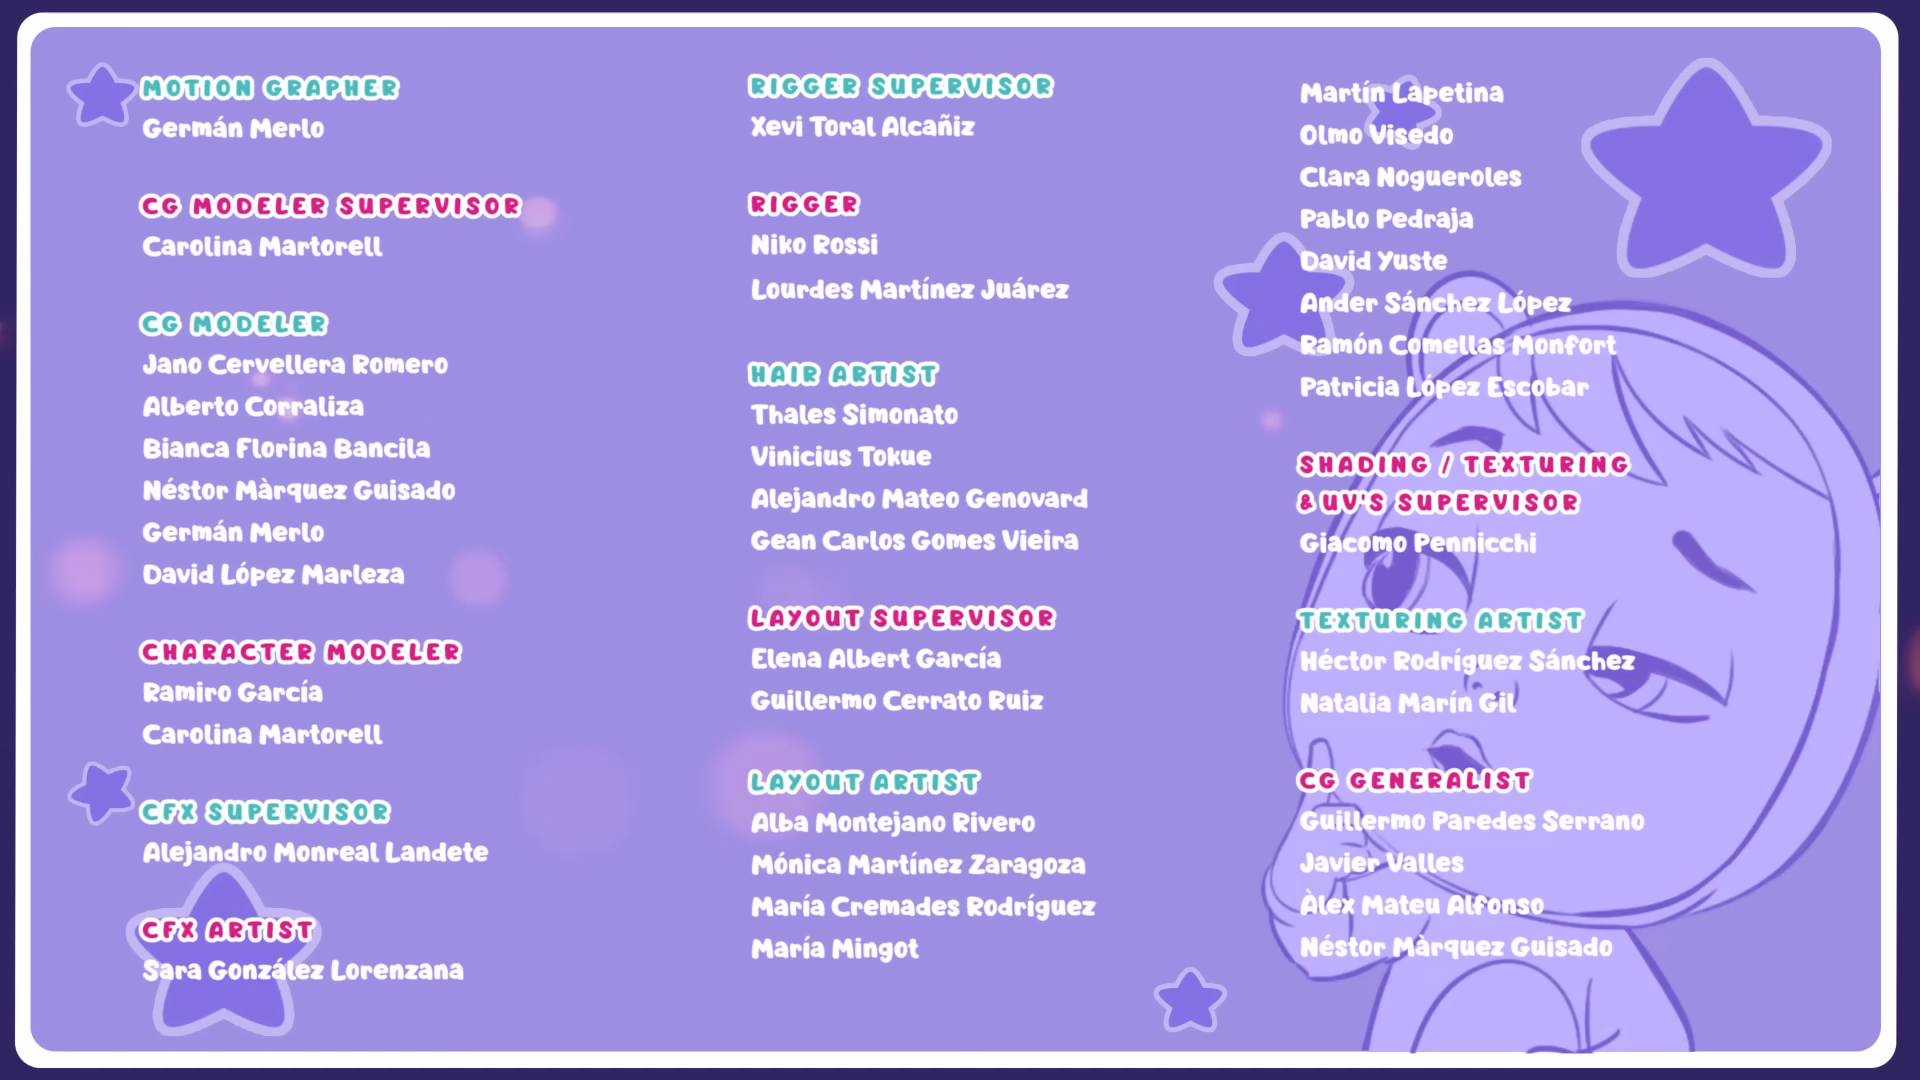 MOTION GRAPHER
Germán Merlo
CG MODELER SUPERVISOR
Carolina Martorell
CG MODELER
Jano Cervellera Romero
Alberto Corraliza
Bianca Florina Bancila
Néstor Màrquez Guisado
Germán Merlo
David López Marleza
CHARACTER MODELER
Ramiro García
Carolina Martorell
CFX SUPERVISOR
Alejandro Monreal Landete
CFX ARTIST
Sara González Lorenzana
RIGGER SUPERVISOR
Xevi Toral Alcañiz
RIGGER
Niko Rossi
Lourdes Martínez Juárez
HAIR ARTIST
Thales Simonato
Vinicius Tokue
Alejandro Mateo Genovard
Gean Carlos Gomes Vieira
LAYOUT SUPERVISOR
Elena Albert García
Guillermo Cerrato Ruiz
LAYOUT ARTIST
Alba Montejano Rivero
Mónica Martínez Zaragoza
María Cremades Rodríguez
María Mingot
Martín Lapetina
Olmo Visedo
Clara Nogueroles
Pablo Pedraja
David Yuste
Ander Sánchez López
Ramón Comellas Monfort
Patricia López Escobar
SHADING / TEXTURING
& UV'S SUPERVISOR
Giacomo Pennicchi
TEXTURING ARTIST
Héctor Rodríguez Sánchez
Natalia Marín Gil
CG GENERALIST
Guillermo Paredes Serrano
Javier Valles
Àlex Mateu Alfonso
Néstor Màrquez Guisado